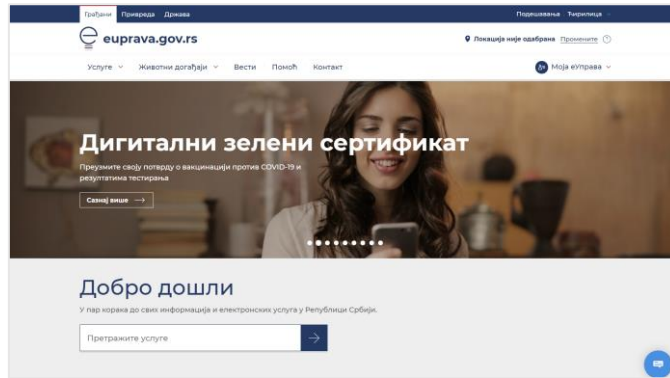 Грађани Привреда Држава
Подешавања Ћирилица
euprava.gov.rs
Локација није одабрана Промените ?
Услуге Животни догађаји Вести Помоћ Контакт
Моја еУправа
Дигитални зелени сертификат
Преузмите своју потврду о вакцинацији против COVID-19 и
резултатима тестирања
Сазнај више →
Добро дошли
У пар корака до свих информација и електронских услуга у Републици Србији.
Претражите услуге